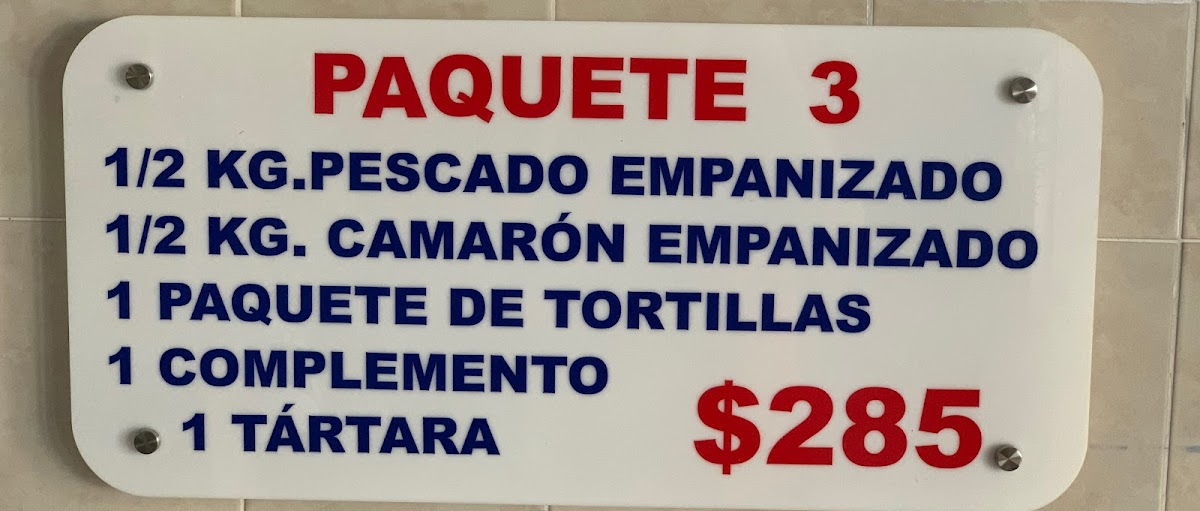 PAQUETE 3
1/2 KG.PESCADO EMPANIZADO
1/2 KG. CAMARÓN EMPANIZADO
1 PAQUETE DE TORTILLAS
1 COMPLEMENTO
1 TÁRTARA
$285